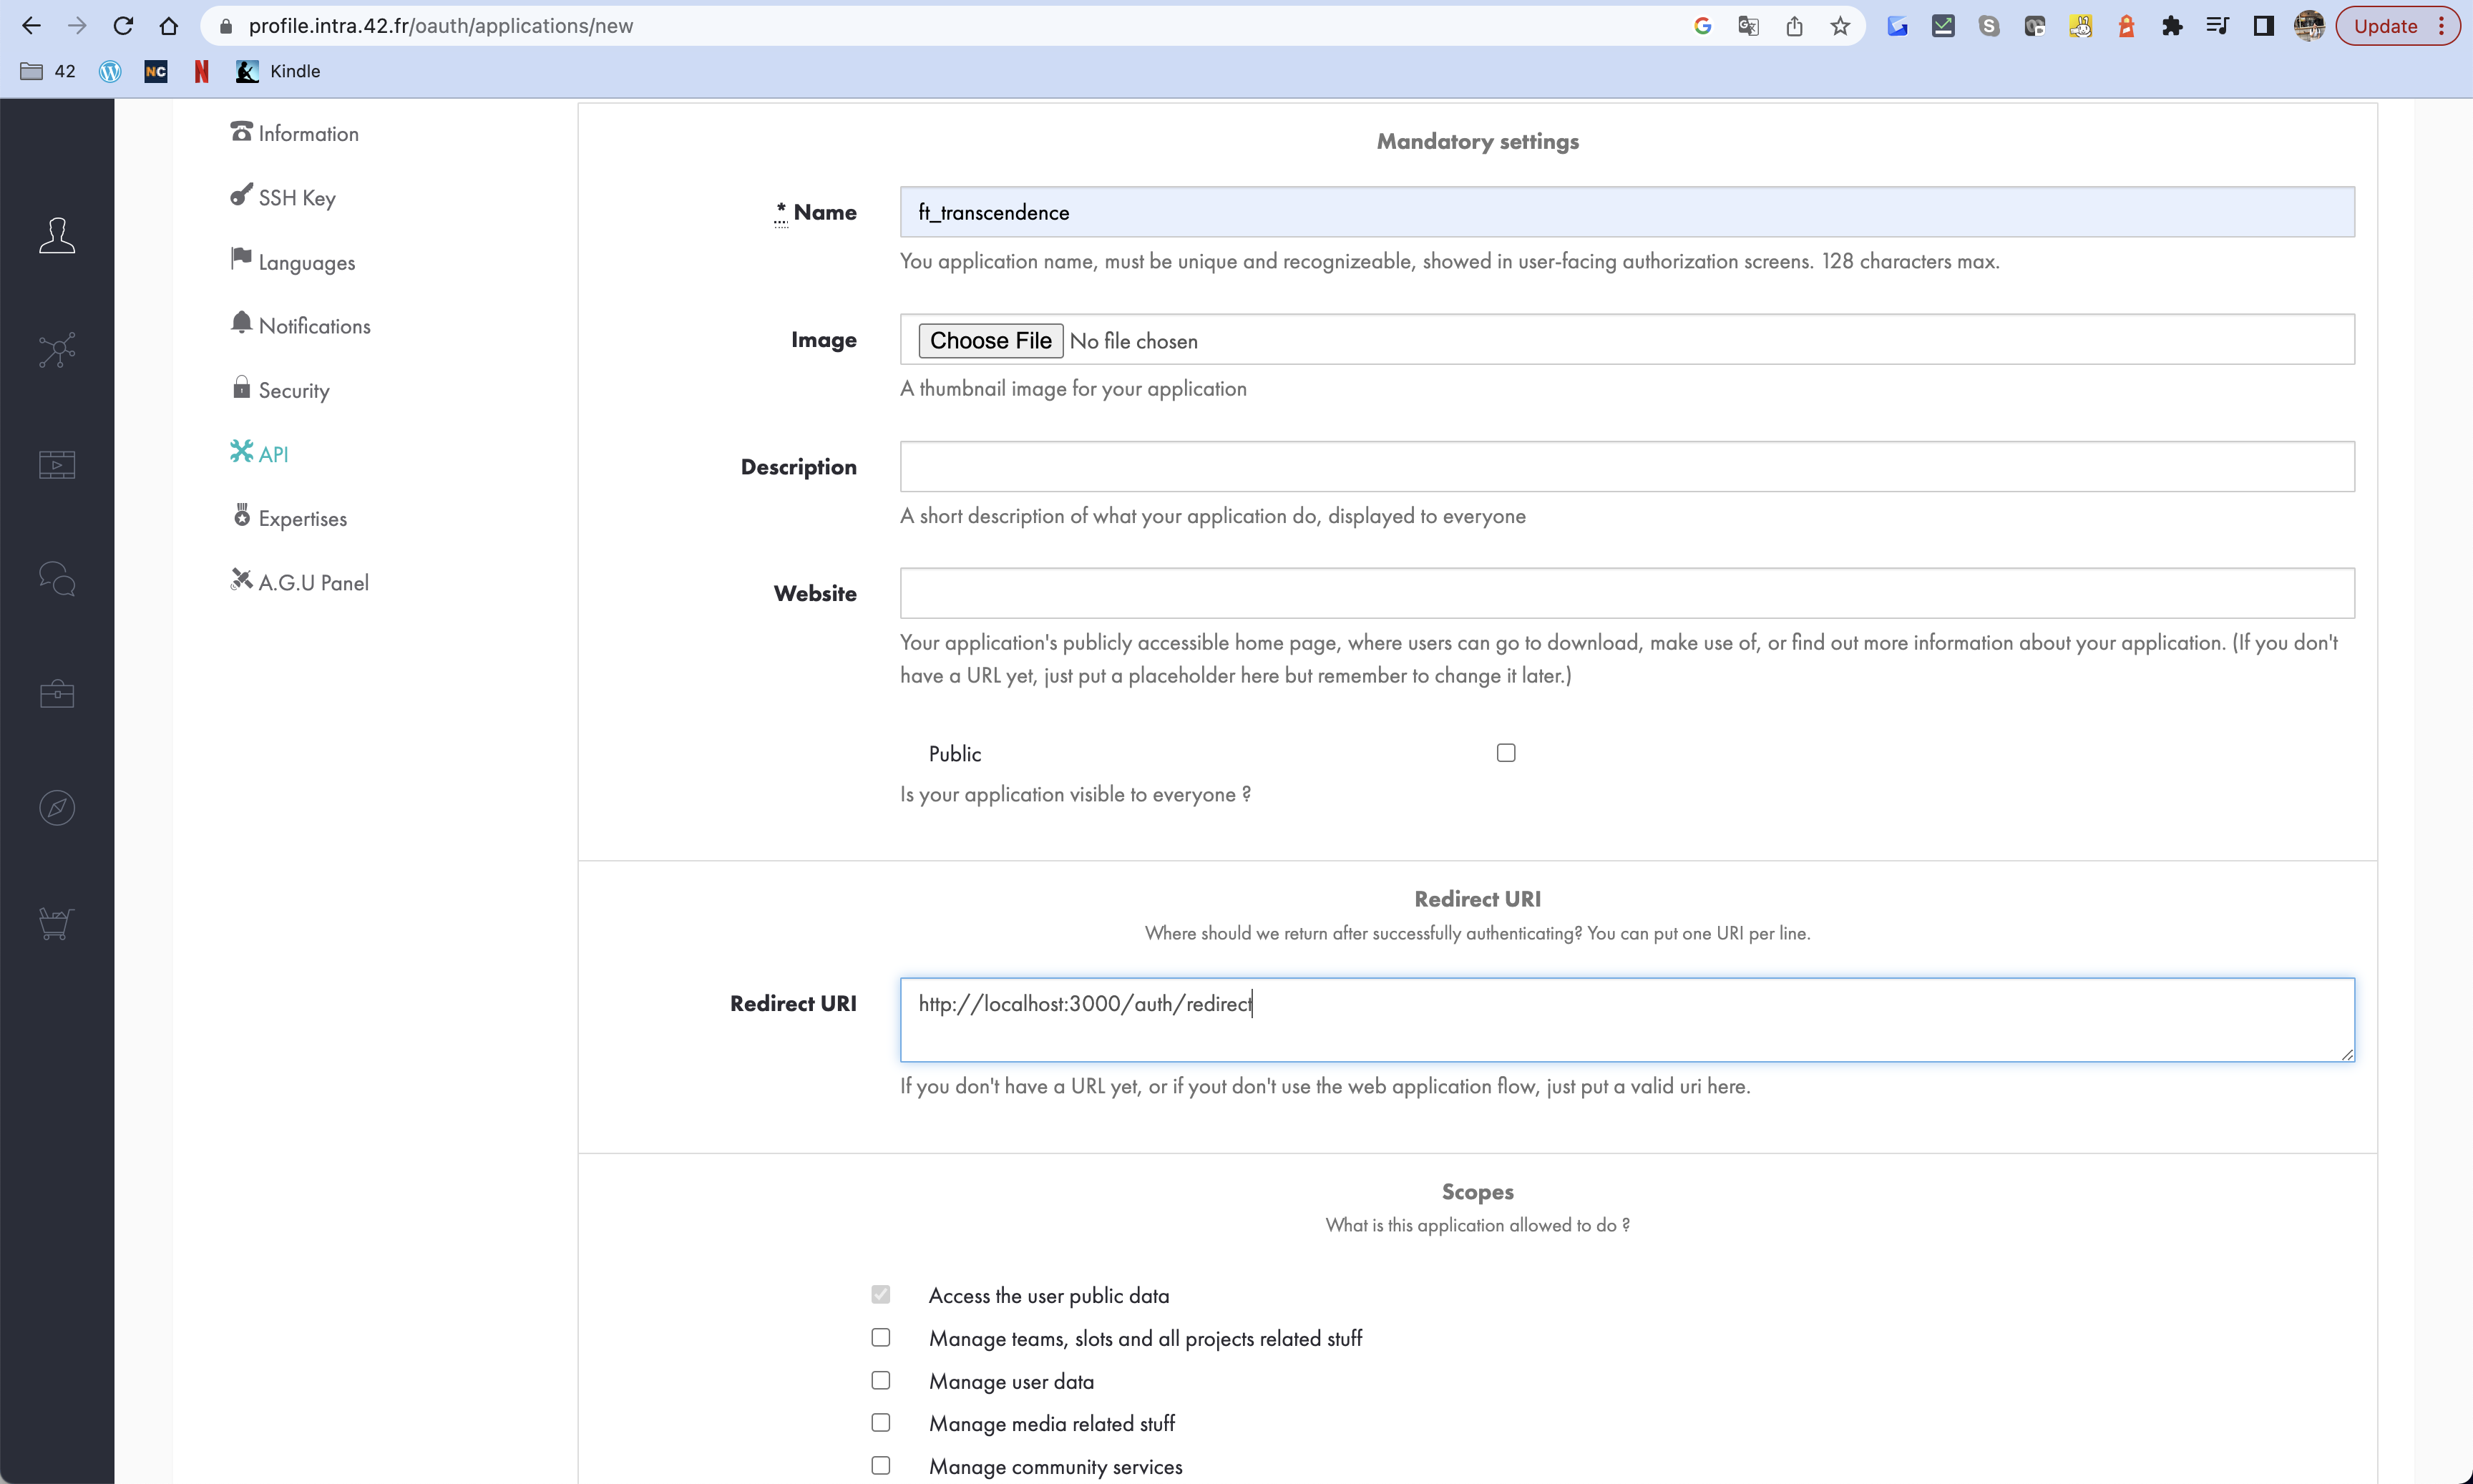 profile.intra.42.fr/oauth/applications/new
Update
42
NC
N
Kindle
Information
SSH Key
Languages
Notifications
Security
API
Expertises
A.G.U Panel
Mandatory settings
* Name
ft_transcendence
You application name, must be unique and recognizeable, showed in user-facing authorization screens. 128 characters max.
Image
Choose File No file chosen
A thumbnail image for your application
Description
A short description of what your application do, displayed to everyone
Website
Your application's publicly accessible home page, where users can go to download, make use of, or find out more information about your application. (If you don't
have a URL yet, just put a placeholder here but remember to change it later.)
Public
Is your application visible to everyone ?
Redirect URI
Where should we return after successfully authenticating? You can put one URI per line.
Redirect URI
http://localhost:3000/auth/redirect
If you don't have a URL yet, or if yout don't use the web application flow, just put a valid uri here.
Scopes
What is this application allowed to do ?
Access the user public data
Manage teams, slots and all projects related stuff
Manage user data
Manage media related stuff
Manage community services